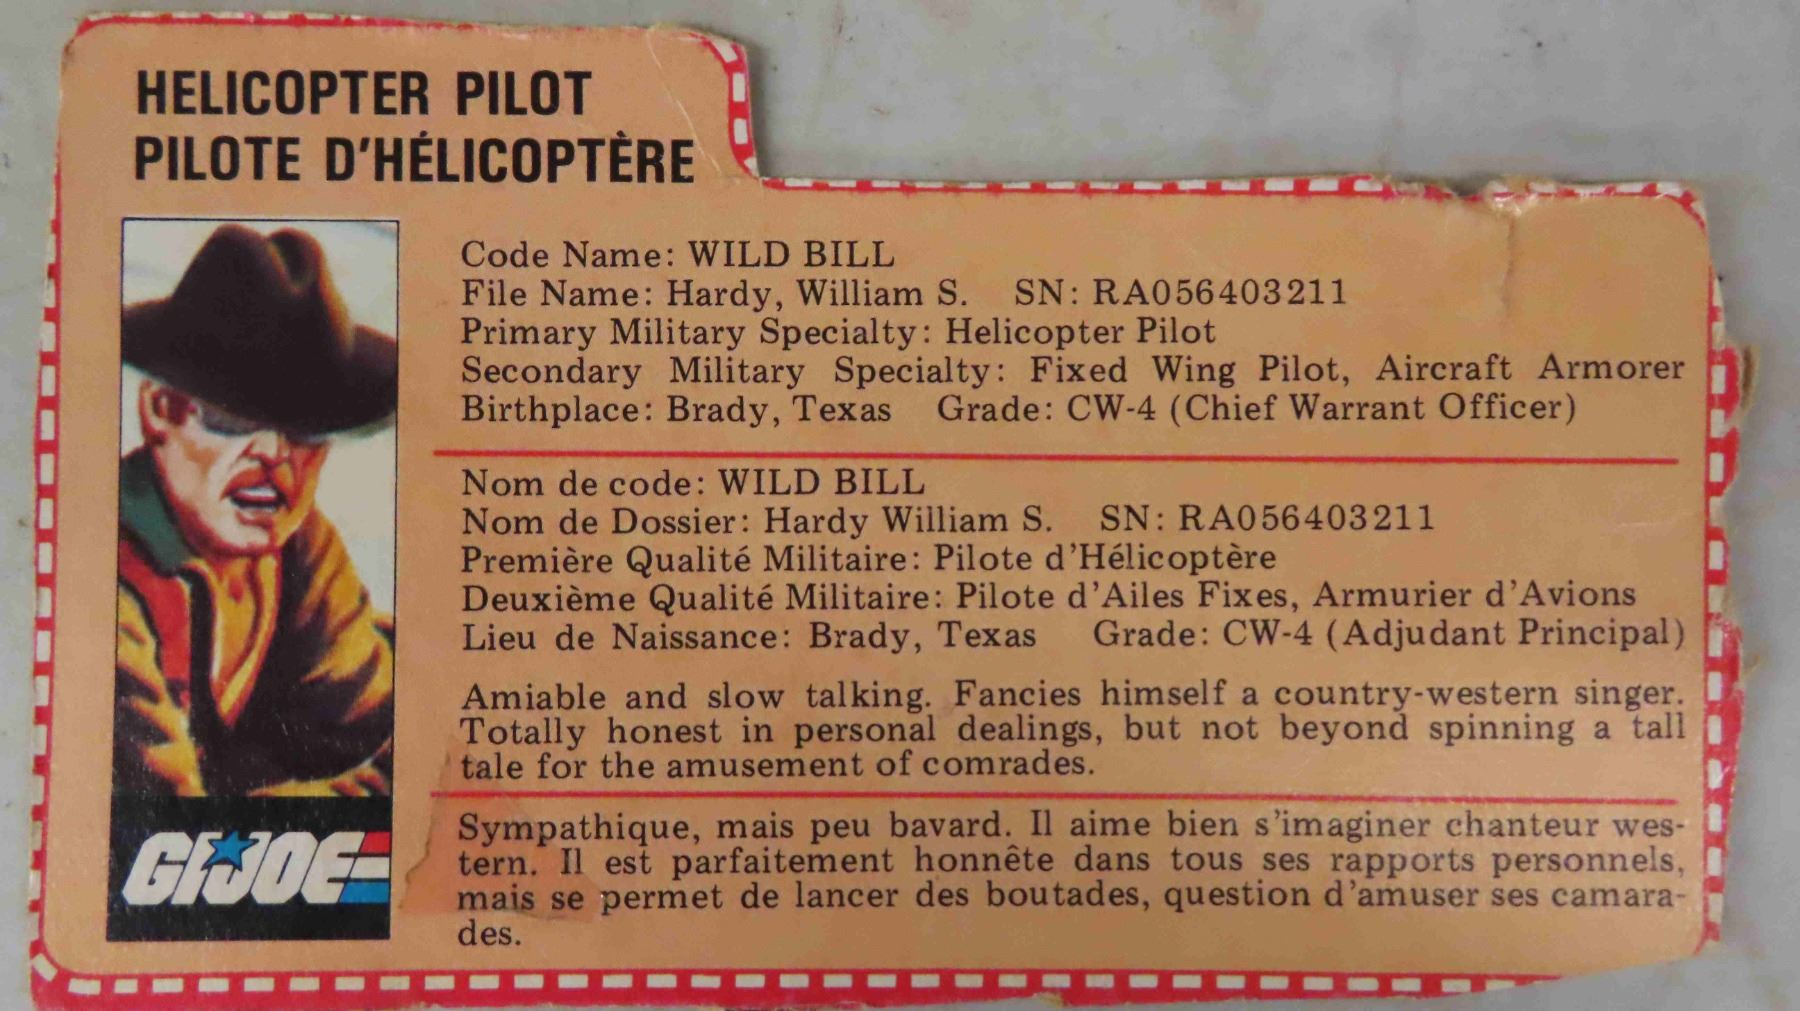 HELICOPTER PILOT
PILOTE D'HÉLICOPTÈRE
Code Name: WILD BILL
File Name: Hardy, William S. SN: RA056403211
Primary Military Specialty: Helicopter Pilot
Secondary Military Specialty: Fixed Wing Pilot, Aircraft Armorer
Birthplace: Brady, Texas Grade: CW-4 (Chief Warrant Officer)
Nom de code: WILD BILL
Nom de Dossier: Hardy William S. SN: RA056403211
Première Qualité Militaire: Pilote d'Hélicoptère
Deuxième Qualité Militaire: Pilote d'Ailes Fixes, Armurier d'Avions
Lieu de Naissance: Brady, Texas Grade: CW-4 (Adjudant Principal)
Amiable and slow talking. Fancies himself a country-western singer.
Totally honest in personal dealings, but not beyond spinning a tall
tale for the amusement of comrades.
Sympathique, mais peu bavard. Il aime bien s'imaginer chanteur wes-
tern. Il est parfaitement honnête dans tous ses rapports personnels,
mais se permet de lancer des boutades, question d'amuser ses camara-
des.
GI JOE